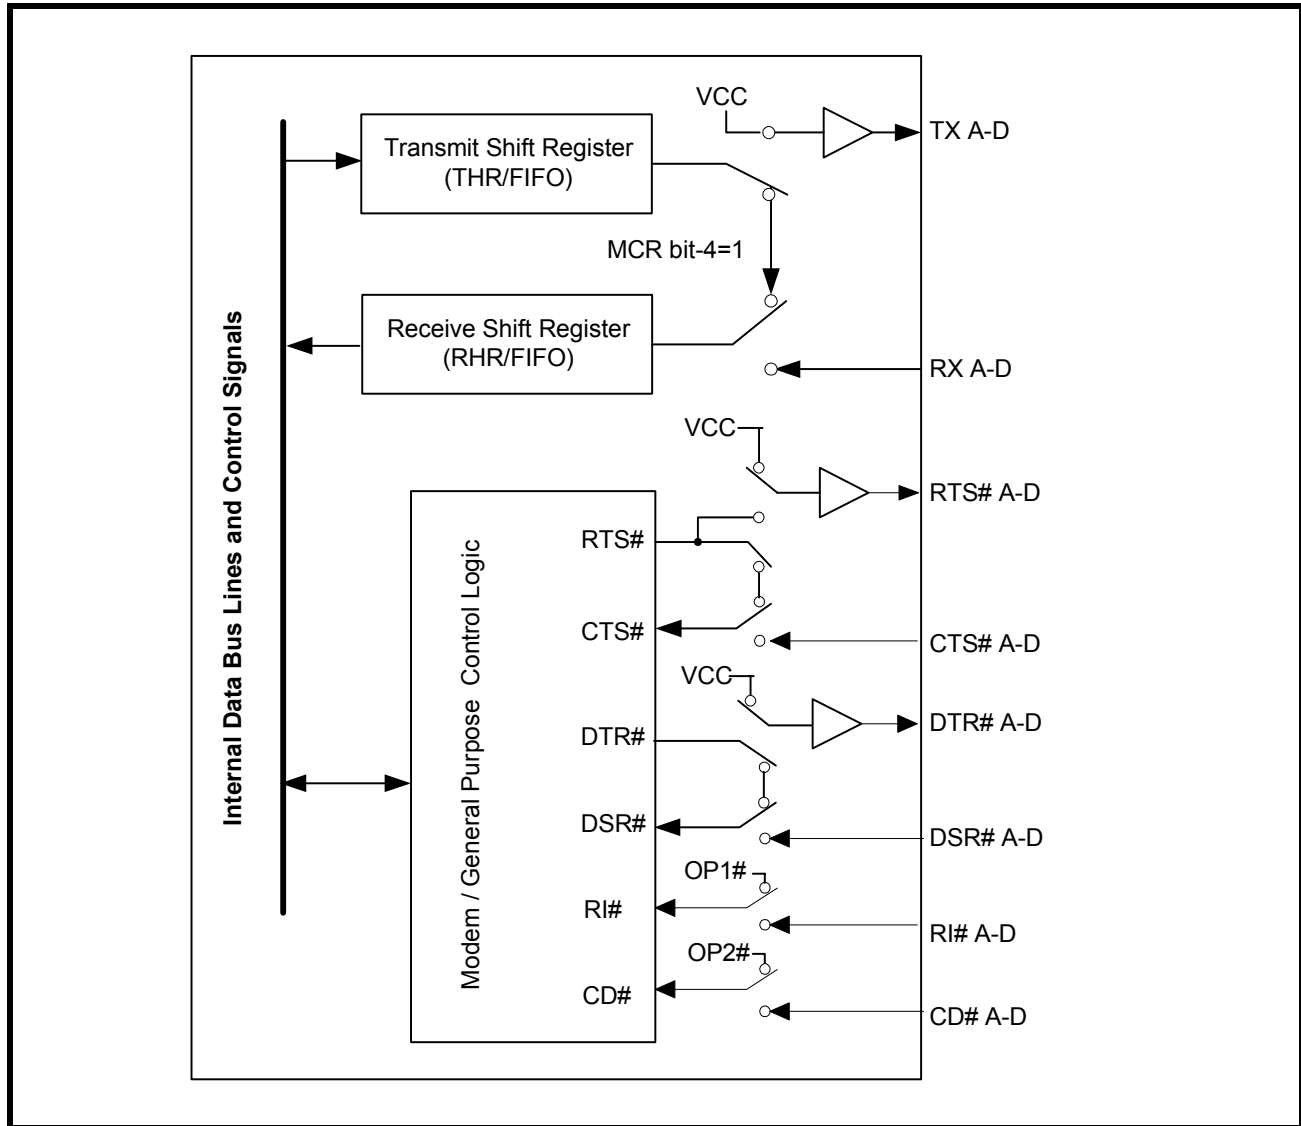 VCC
TX A-D
Transmit Shift Register
(THR/FIFO)
MCR bit-4=1
Receive Shift Register
(RHR/FIFO)
RX A-D
Internal Data Bus Lines and Control Signals
VCC
RTS# A-D
Modem / General Purpose Control Logic
RTS#
CTS#
CTS# A-D
VCC
DTR# A-D
DTR#
DSR#
DSR# A-D
OP1#
RI#
RI# A-D
OP2#
CD#
CD# A-D